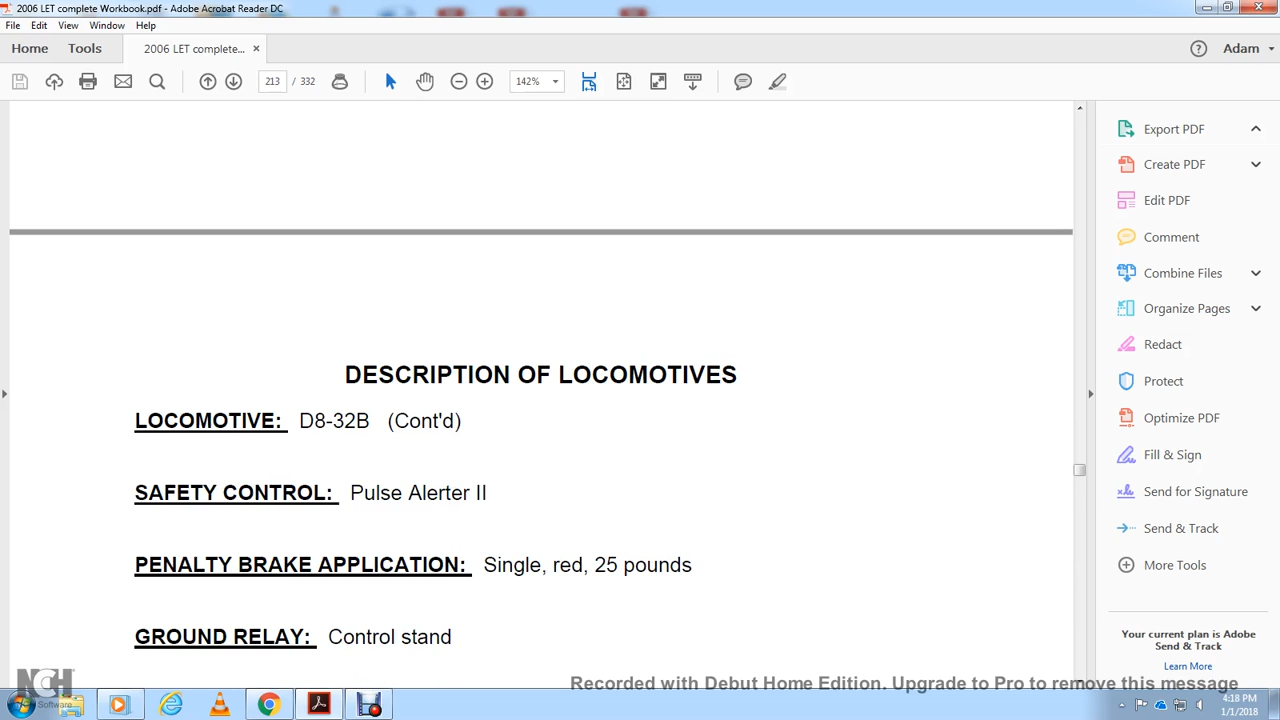 2006 LET complete Workbook.pdf - Adobe Acrobat Reader DC
File Edit View Window Help
Home Tools 2006 LET complete... × Adam
213 / 332 142%
Export PDF
Create PDF
Edit PDF
Comment
Combine Files
Organize Pages
Redact
Protect
Optimize PDF
Fill & Sign
Send for Signature
Send & Track
More Tools
Your current plan is Adobe
Send & Track
Learn More
DESCRIPTION OF LOCOMOTIVES
LOCOMOTIVE: D8-32B (Cont'd)
SAFETY CONTROL: Pulse Alerter II
PENALTY BRAKE APPLICATION: Single, red, 25 pounds
GROUND RELAY: Control stand
NCH
Software
Recorded with Debut Home Edition. Upgrade to Pro to remove this message
4:18 PM
1/1/2018